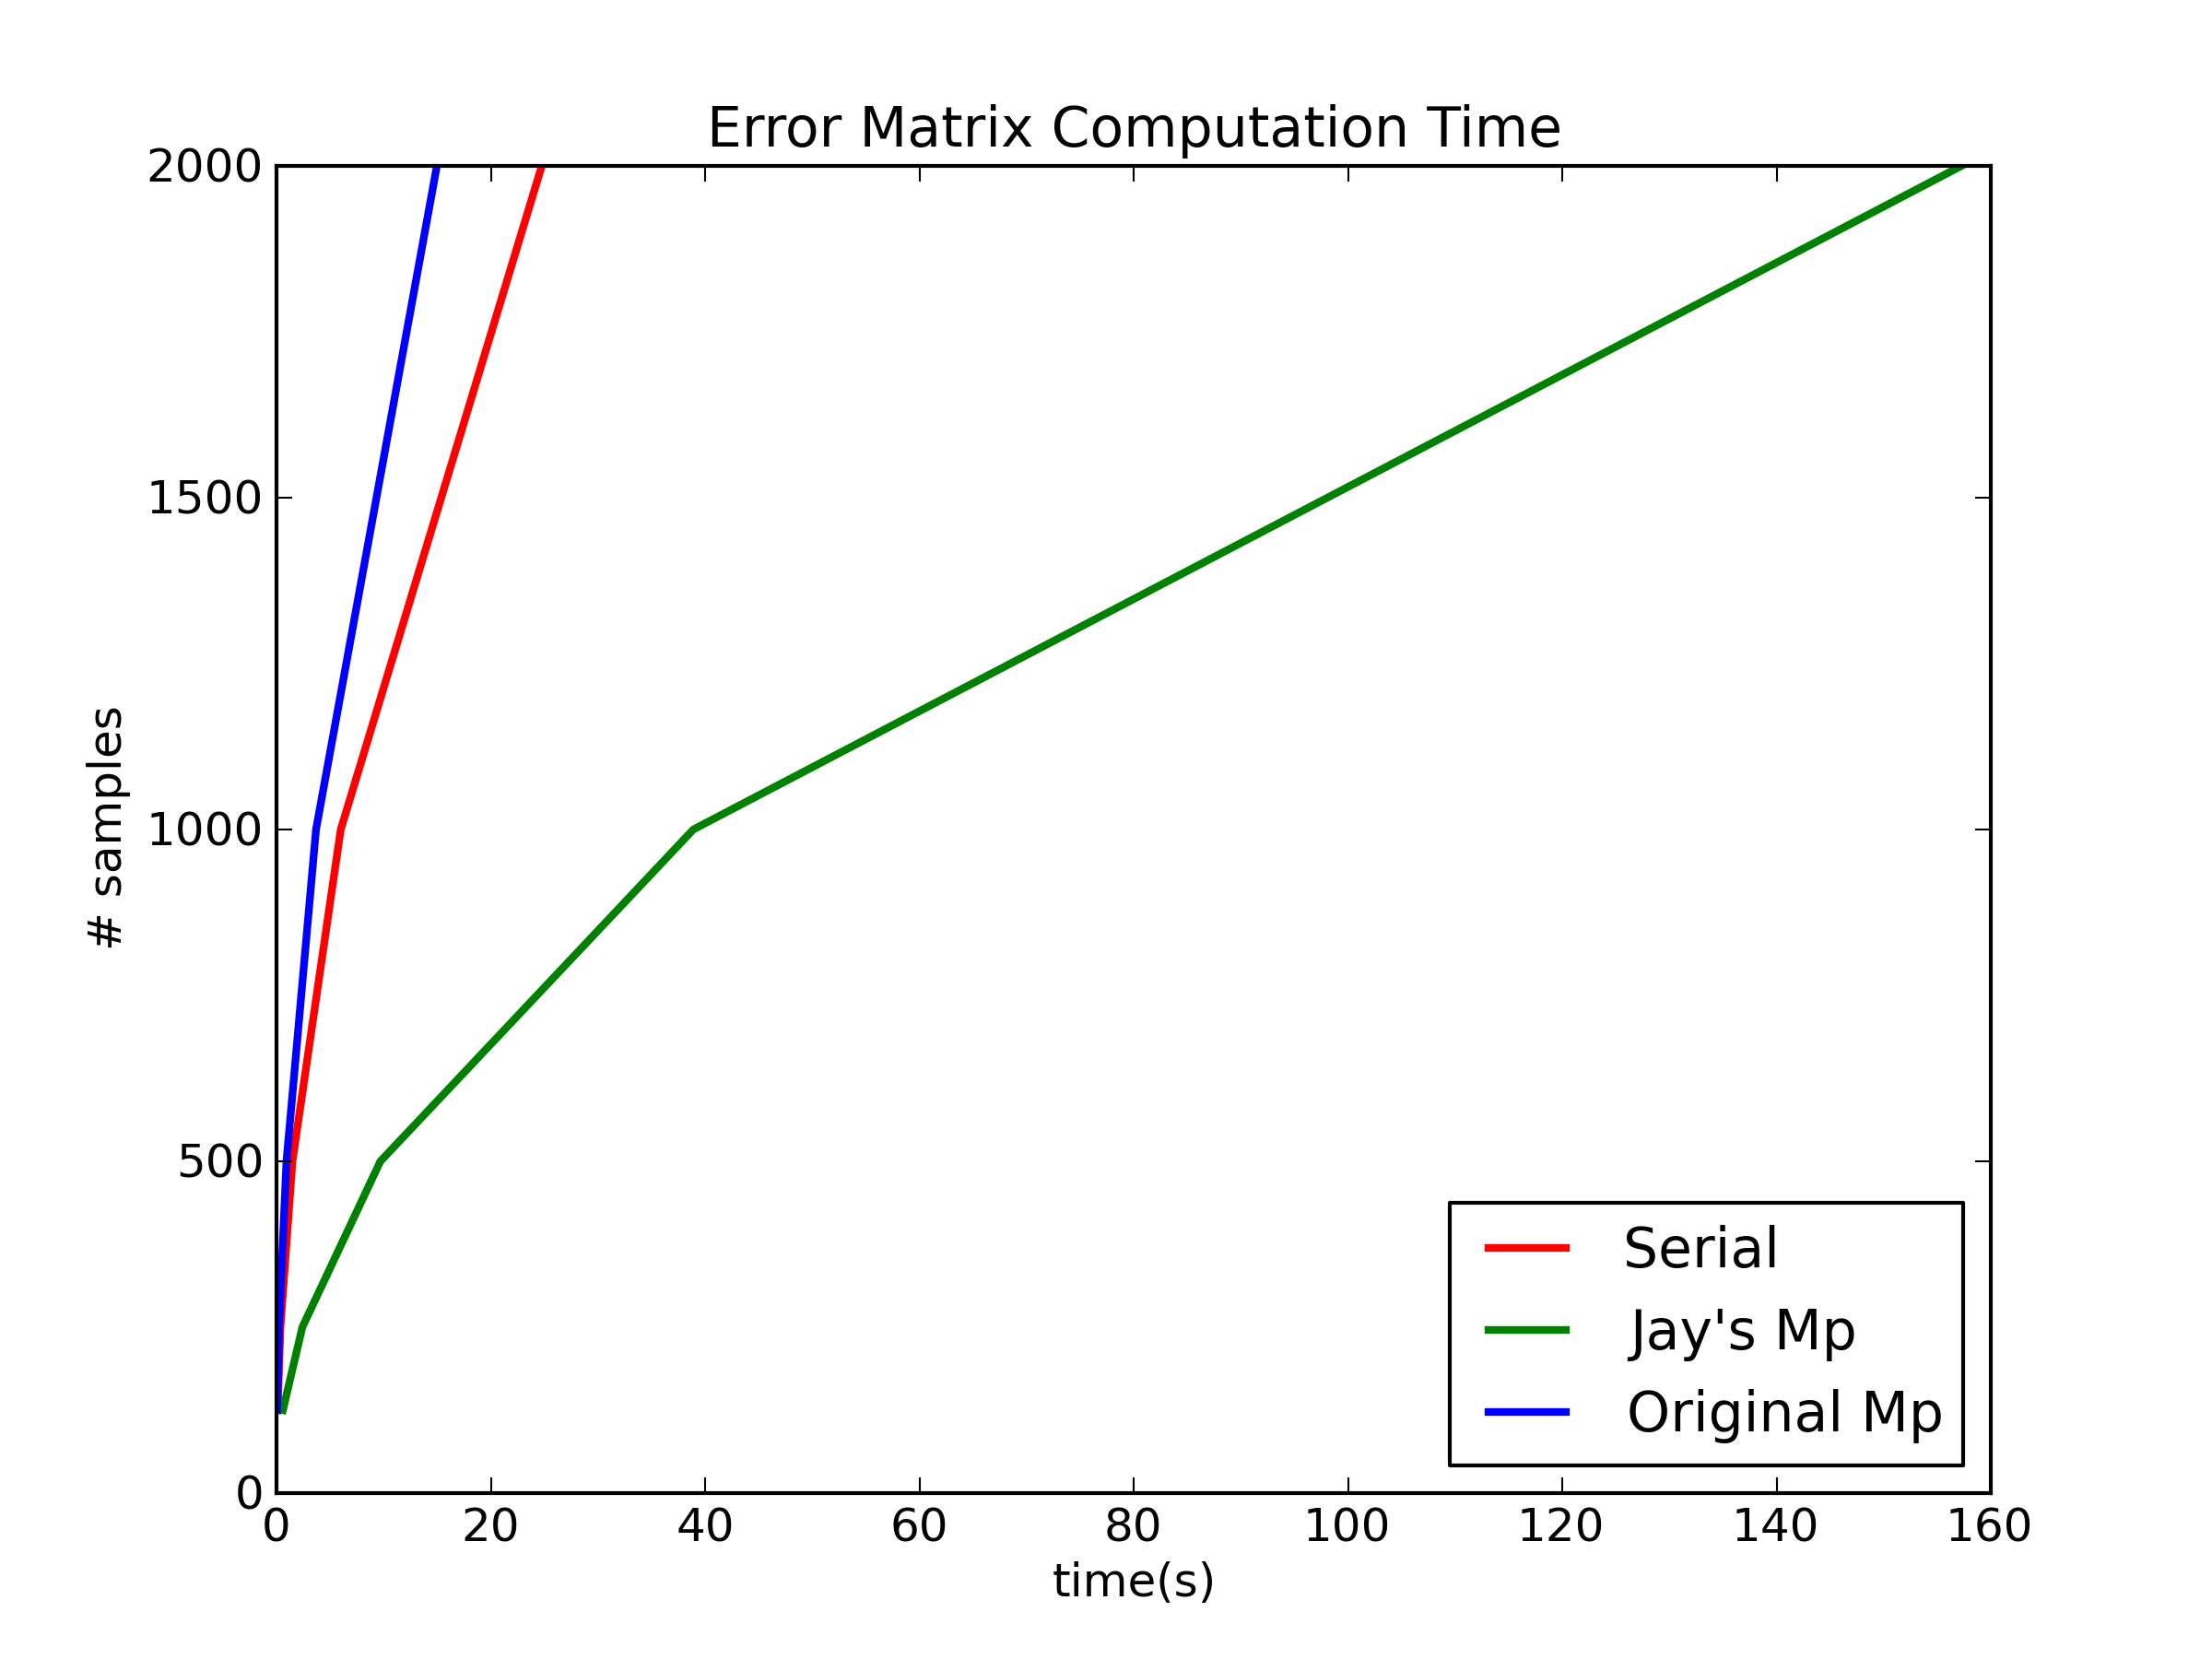 Error Matrix Computation Time
2000
1500
1000
500
0
# samples
0 20 40 60 80 100 120 140 160
time(s)
Serial
Jay's Mp
Original Mp